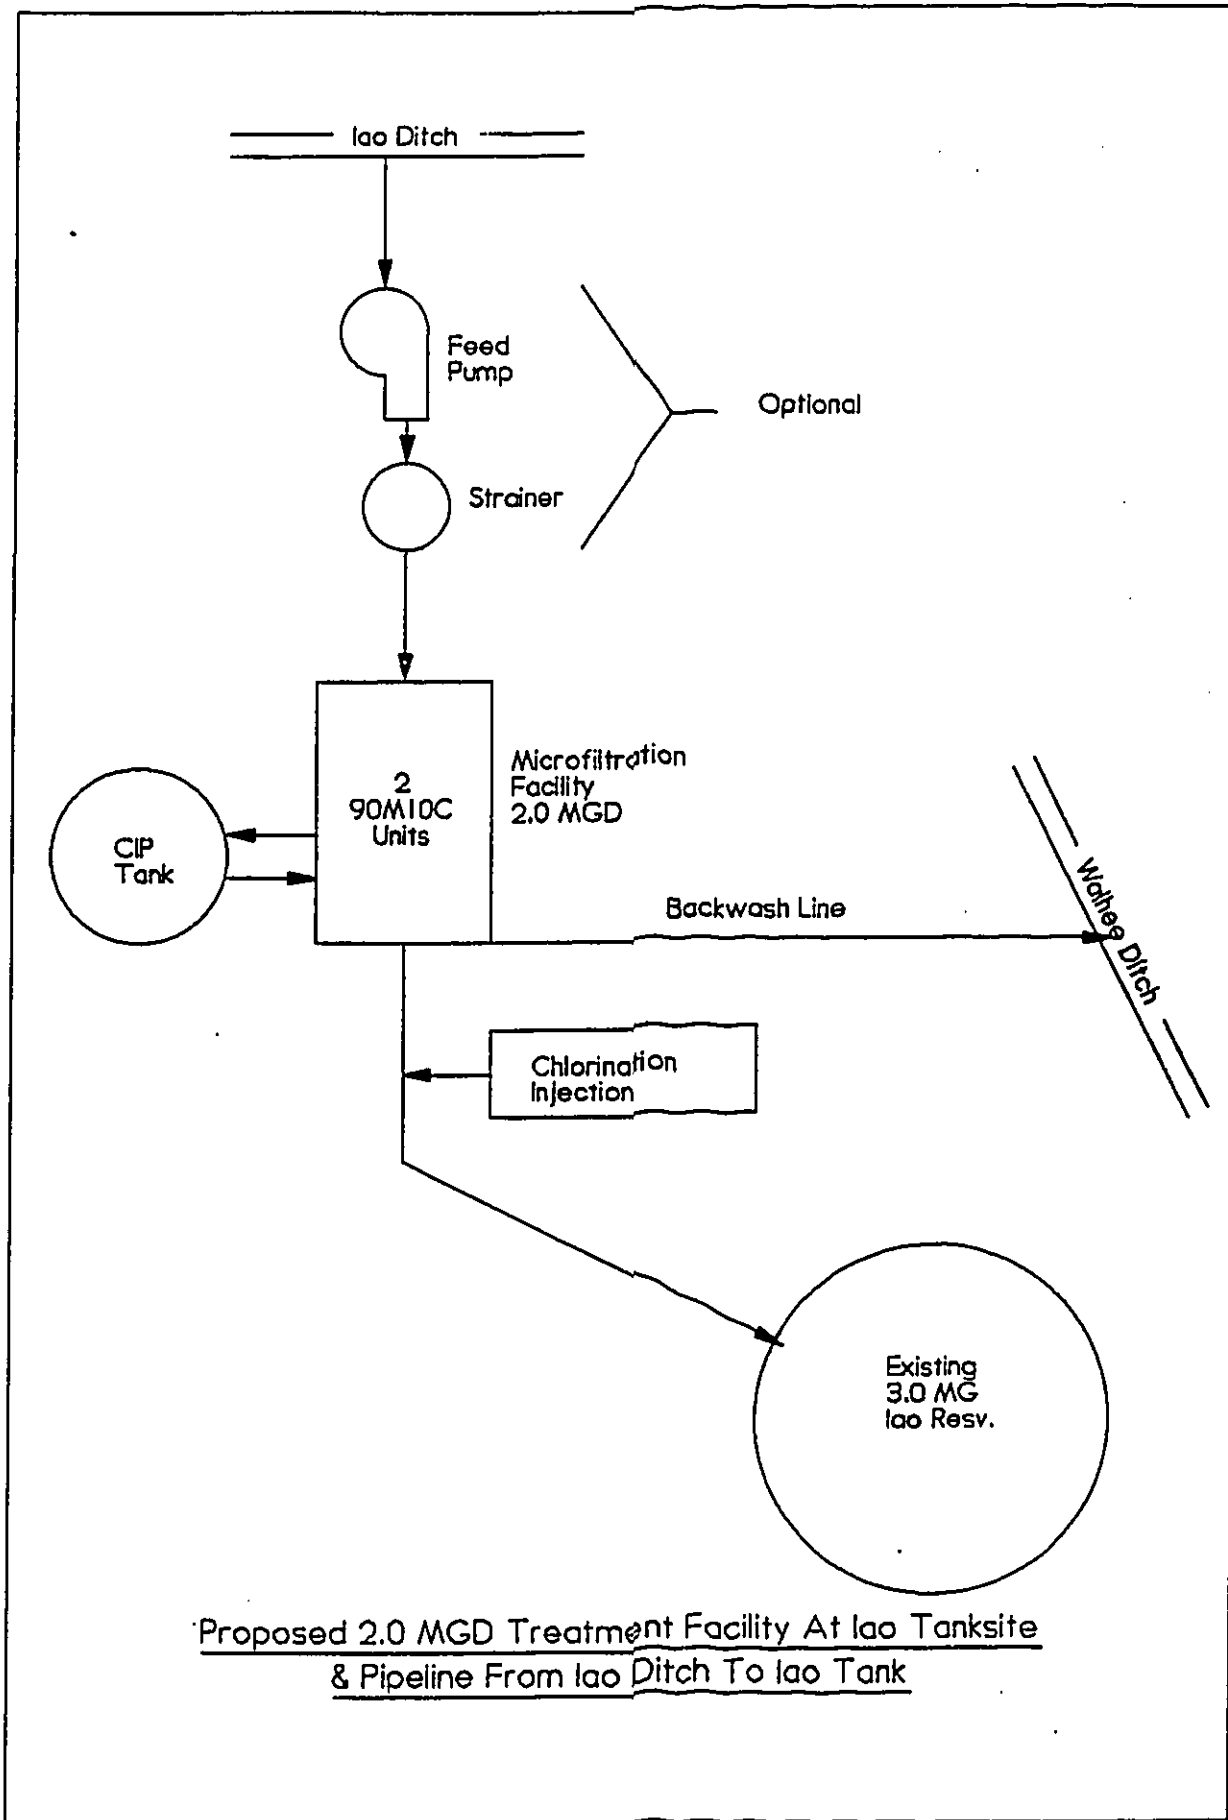 Iao Ditch
Feed
Pump
Optional
Strainer
2
90M10C
Units
Microfiltration
Facility
2.0 MGD
CIP
Tank
Backwash Line
Waihee Ditch
Chlorination
Injection
Existing
3.0 MG
Iao Resv.
Proposed 2.0 MGD Treatment Facility At Iao Tanksite
& Pipeline From Iao Ditch To Iao Tank